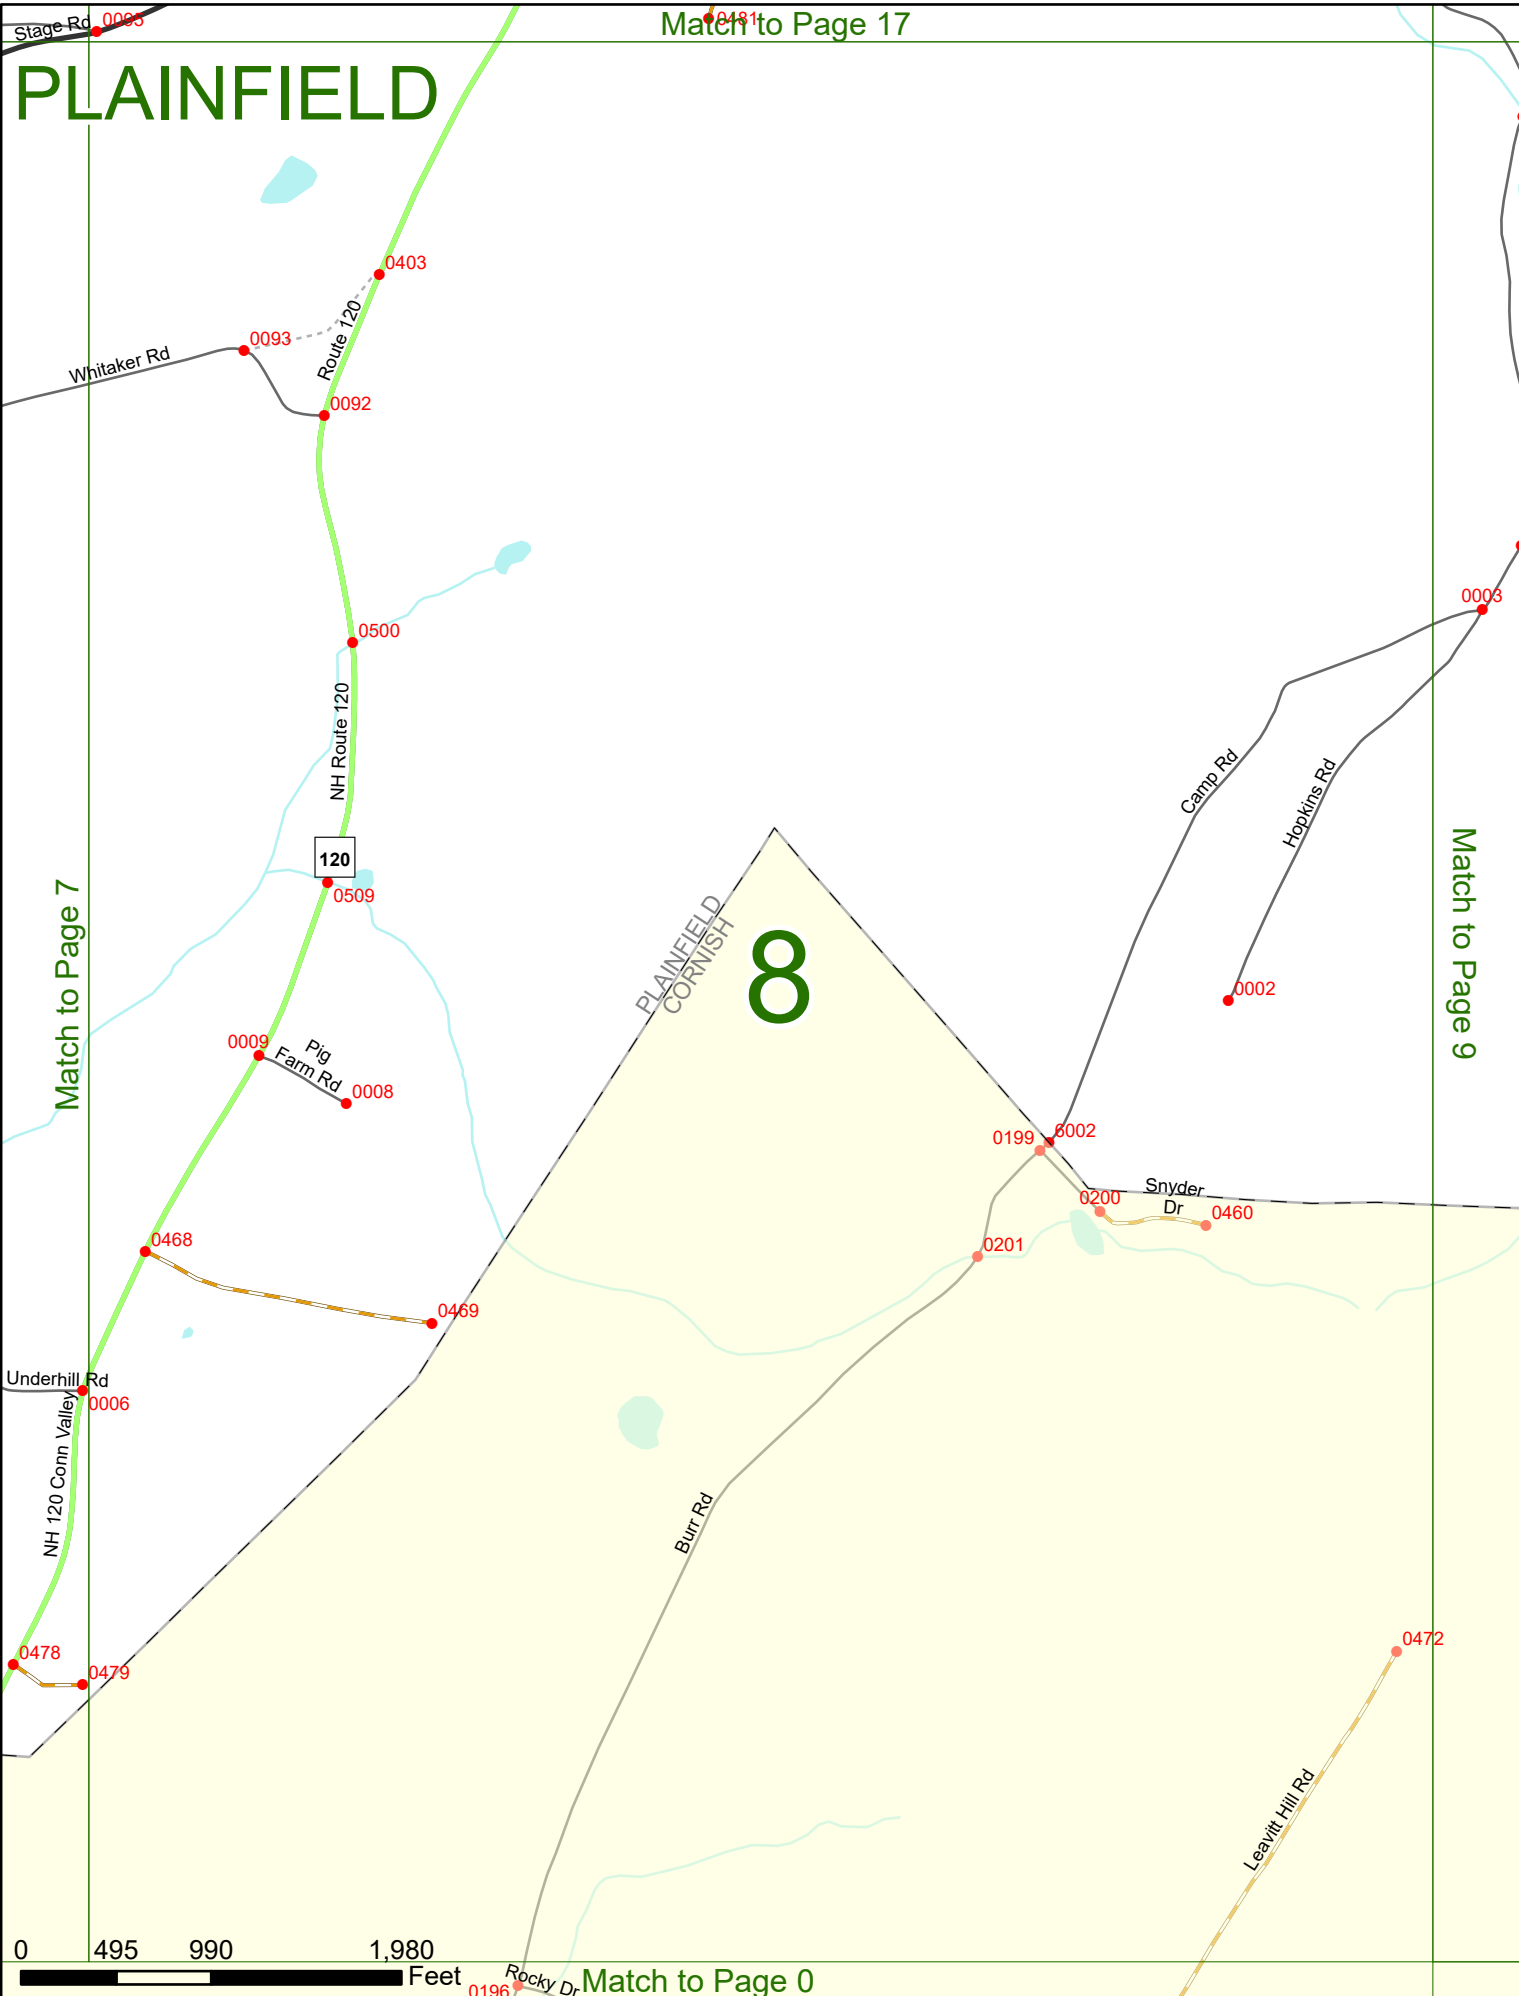 Stage Rd
0095
0481
Match to Page 17
PLAINFIELD
0403
Route 120
0093
Whitaker Rd
0092
0500
0003
NH Route 120
Camp Rd
Hopkins Rd
120
0509
Match to Page 7
Match to Page 9
PLAINFIELD
CORNISH
8
0002
0009
Pig
Farm Rd
0008
0199
6002
Snyder
Dr
0200
0460
0201
0468
0469
Underhill Rd
0006
NH 120 Conn Valley
Burr Rd
0478
0479
0472
Leavitt Hill Rd
0 495 990 1,980
Feet
0196
Rocky Dr
Match to Page 0